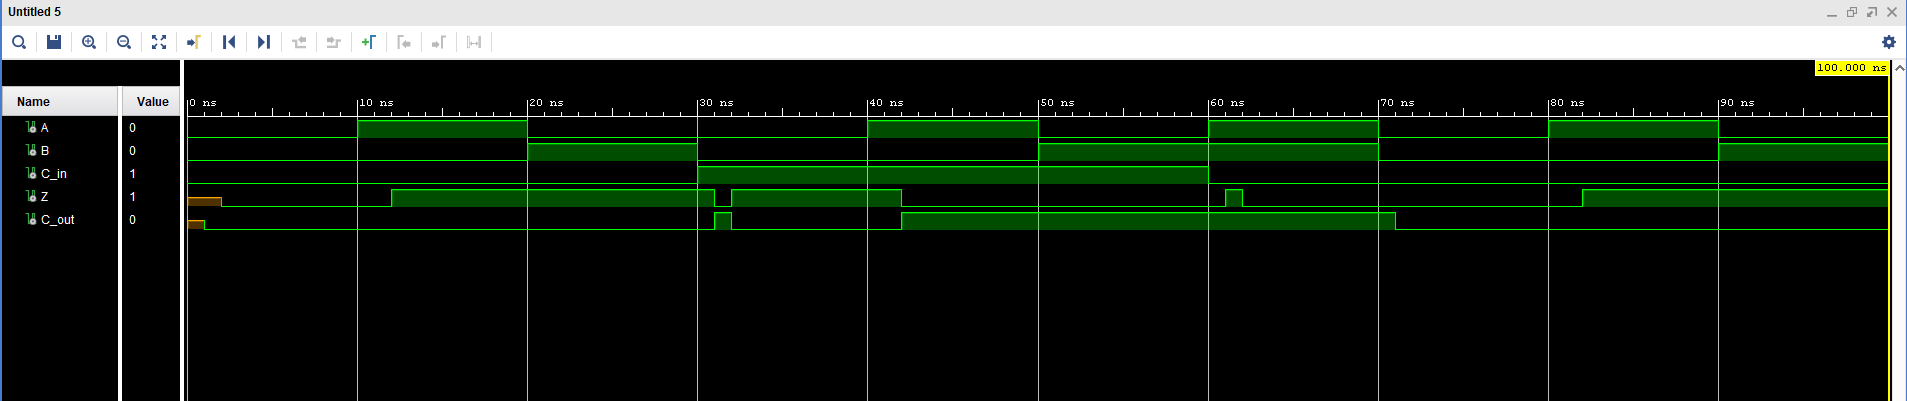 Untitled 5
100.000 ns
Name Value
0 ns 10 ns 20 ns 30 ns 40 ns 50 ns 60 ns 70 ns 80 ns 90 ns
A 0
B 0
C_in 1
Z 1
C_out 0